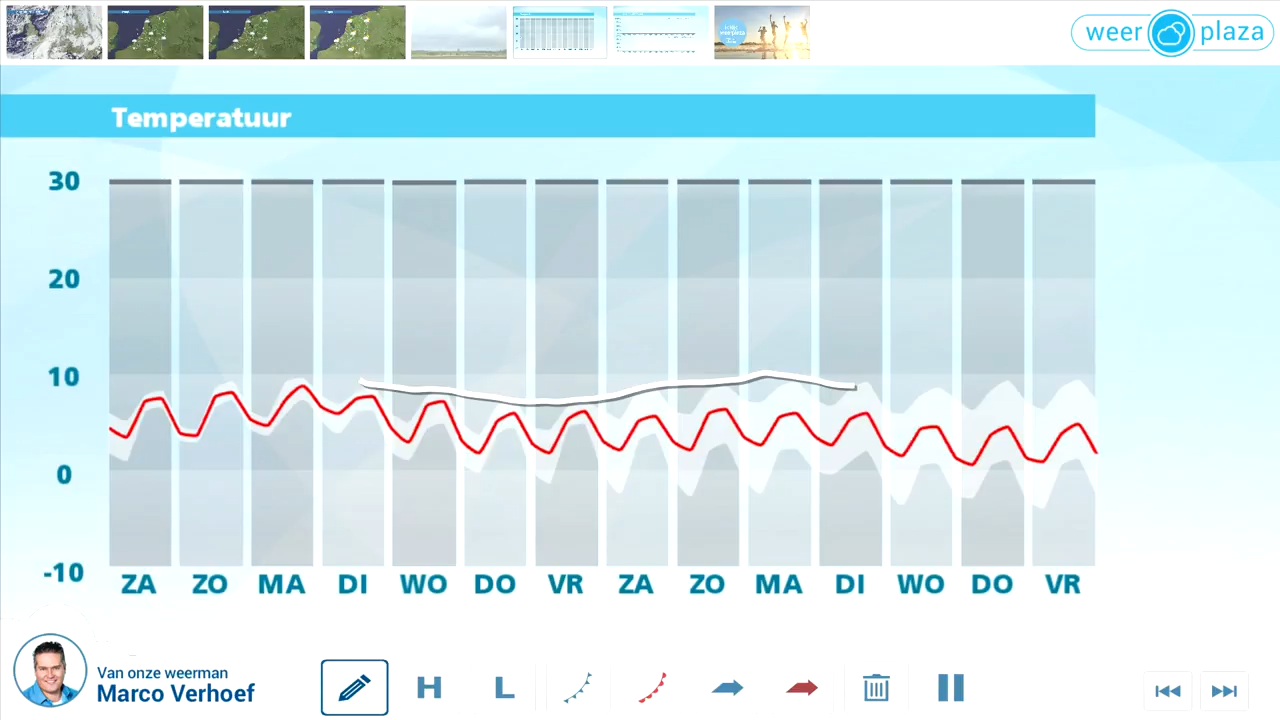 weer plaza
Temperatuur
30
20
10
0
-10
ZA ZO MA DI WO DO VR ZA ZO MA DI WO DO VR
Van onze weerman
Marco Verhoef
H L